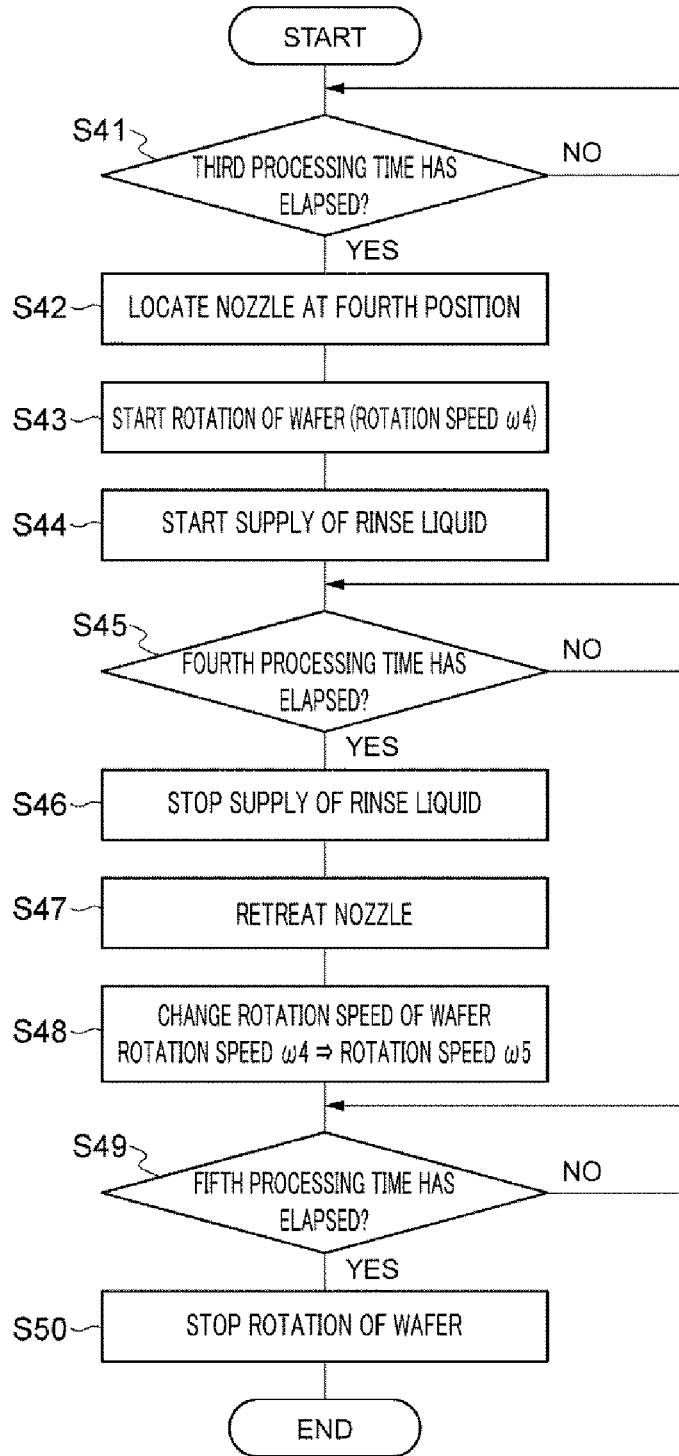 START
S41
THIRD PROCESSING TIME HAS
ELAPSED?
NO
YES
S42
LOCATE NOZZLE AT FOURTH POSITION
S43
START ROTATION OF WAFER (ROTATION SPEED ω4)
S44
START SUPPLY OF RINSE LIQUID
S45
FOURTH PROCESSING TIME HAS
ELAPSED?
NO
YES
S46
STOP SUPPLY OF RINSE LIQUID
S47
RETREAT NOZZLE
S48
CHANGE ROTATION SPEED OF WAFER
ROTATION SPEED ω4 ⇒ ROTATION SPEED ω5
S49
FIFTH PROCESSING TIME HAS
ELAPSED?
NO
YES
S50
STOP ROTATION OF WAFER
END